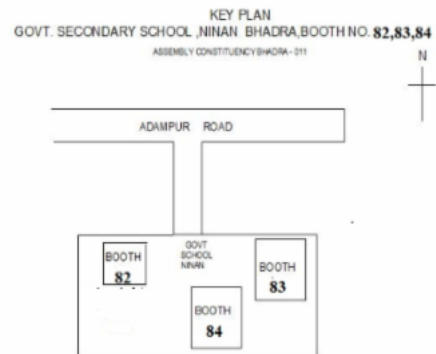 KEY PLAN
GOVT. SECONDARY SCHOOL ,NINAN BHADRA,BOOTH NO. 82,83,84
ASSEMBLY CONSTITUENCY BHADRA - 011
N
ADAMPUR ROAD
GOVT
SCHOOL
NINAN
BOOTH
82
BOOTH
83
BOOTH
84